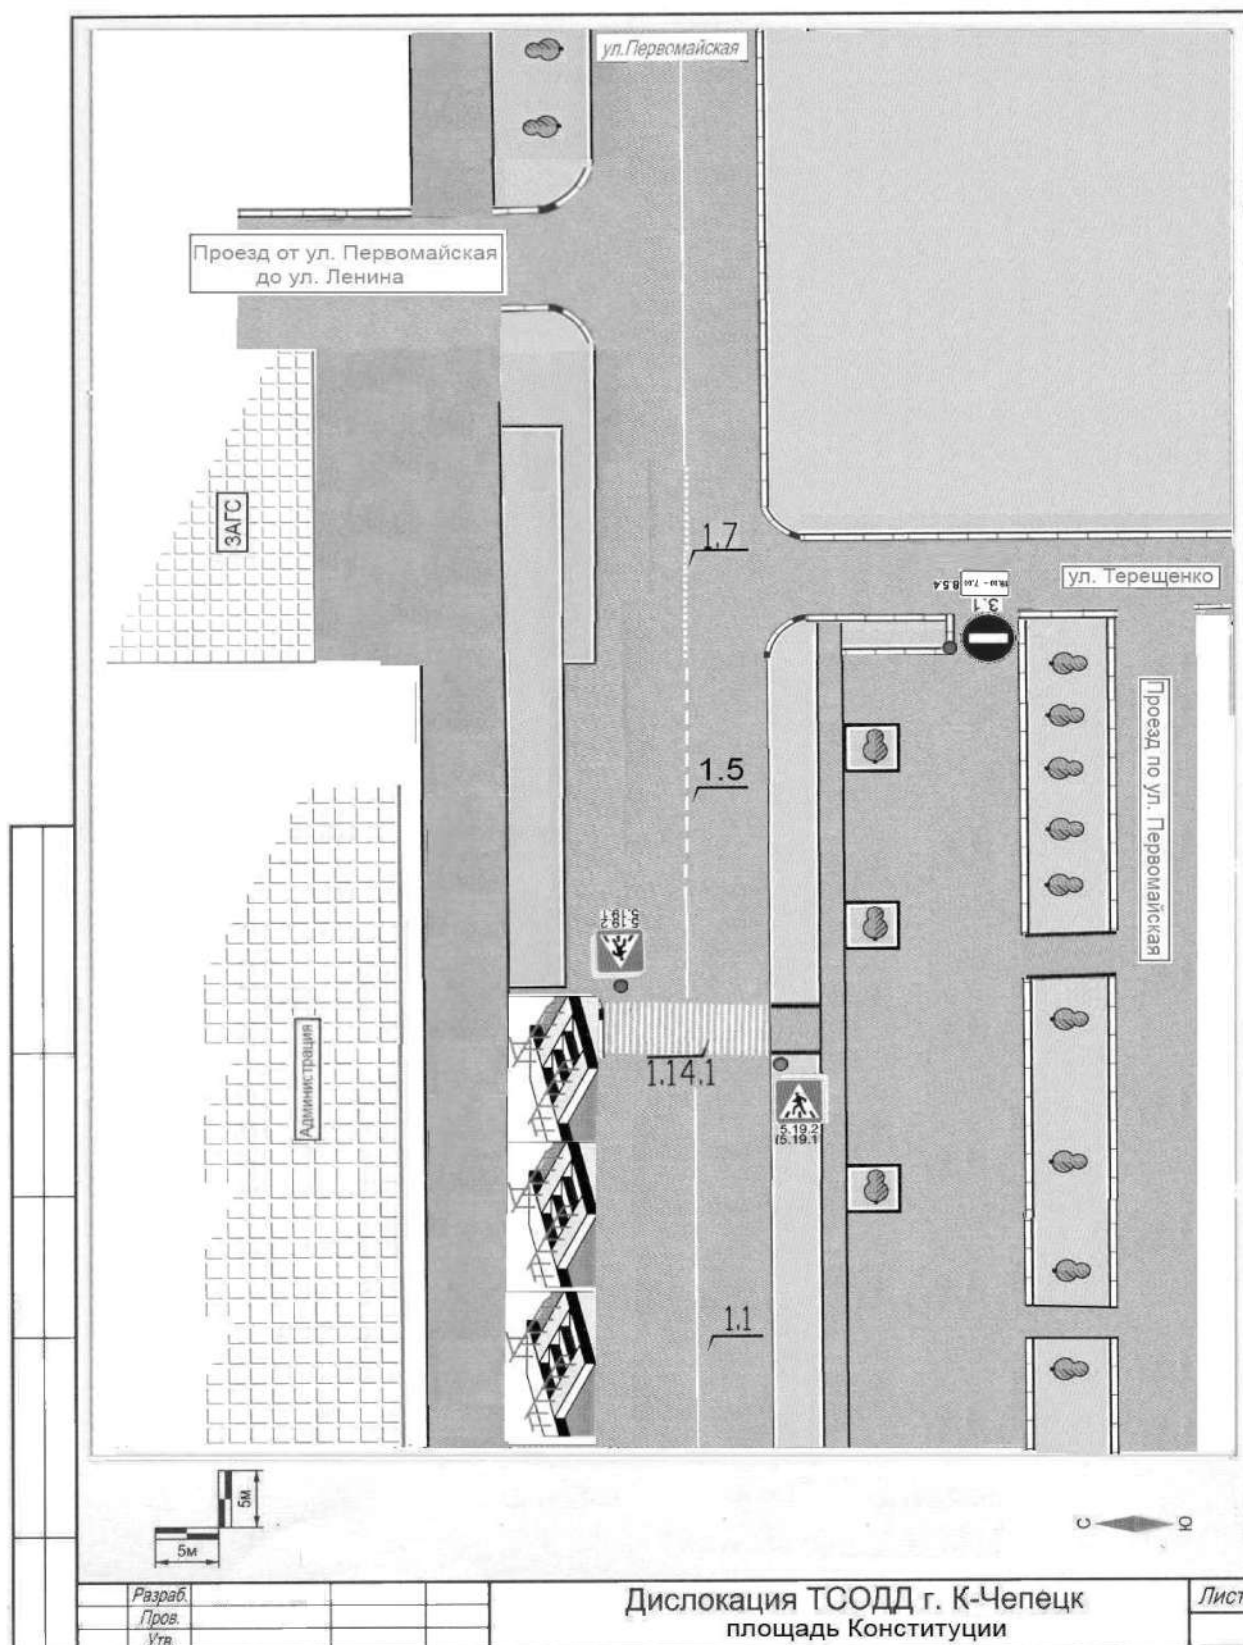 ул.Первомайская
Проезд от ул. Первомайская
до ул. Ленина
ЗАГС
1.7
ул. Терещенко
8.5.4
3.1
Проезд по ул. Первомайская
1.5
5.19.2
5.19.1
Администрация
1.14.1
5.19.2
(5.19.1
1.1
5м
5м
С
Ю
Разраб.
Пров.
Утв.
Дислокация ТСОДД г. К-Чепецк
площадь Конституции
Лист